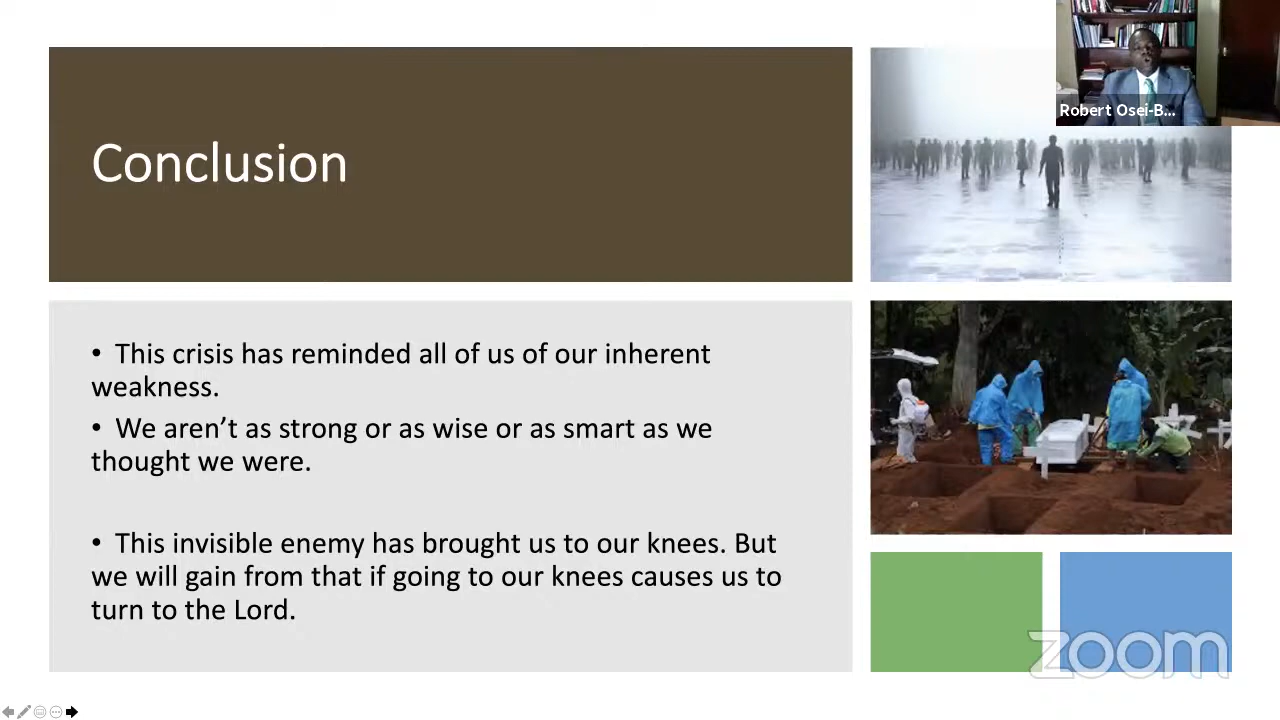 Conclusion
Robert Osei-B...
• This crisis has reminded all of us of our inherent
weakness.
• We aren’t as strong or as wise or as smart as we
thought we were.
• This invisible enemy has brought us to our knees. But
we will gain from that if going to our knees causes us to
turn to the Lord.
zoom